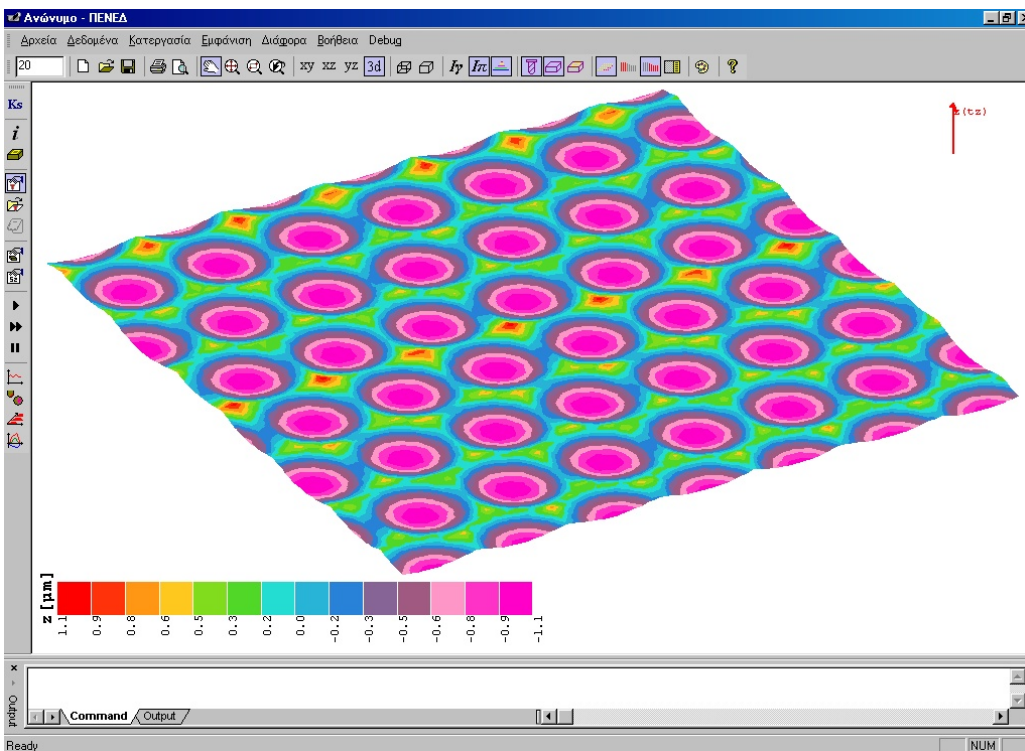 Ανώνυμο - ΠΕΝΕΔ
Αρχεία Δεδομένα Κατεργασία Εμφάνιση Διάφορα Βοήθεια Debug
20 xy xz yz 3d Iγ Iπ
Ks
i
z(tz)
z [μm]
1.1 0.9 0.8 0.6 0.5 0.3 0.2 0.0 -0.2 -0.3 -0.5 -0.6 -0.8 -0.9 -1.1
Output
Command Output
Ready NUM